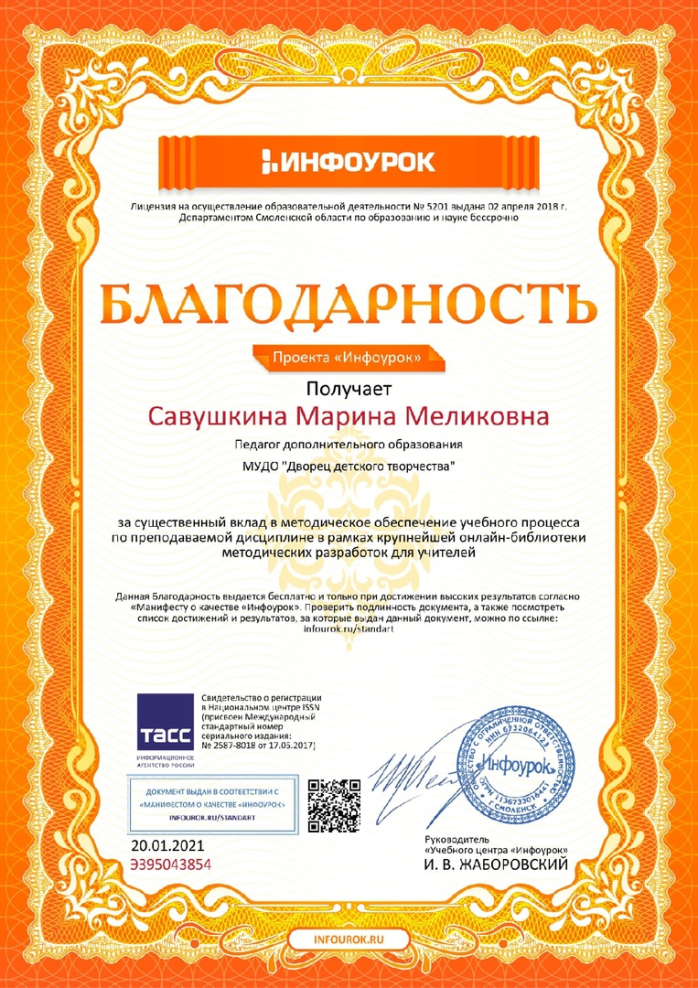 ИНФОУРОК
Лицензия на осуществление образовательной деятельности № 5201 выдана 02 апреля 2018 г.
Департаментом Смоленской области по образованию и науке бессрочно
БЛАГОДАРНОСТЬ
Проекта «Инфоурок»
Получает
Савушкина Марина Меликовна
Педагог дополнительного образования
МУДО "Дворец детского творчества"
за существенный вклад в методическое обеспечение учебного процесса
по преподаваемой дисциплине в рамках крупнейшей онлайн-библиотеки
методических разработок для учителей
Данная Благодарность выдается бесплатно и только при достижении высоких результатов согласно
«Манифесту о качестве «Инфоурок». Проверить подлинность документа, а также посмотреть
список достижений и результатов, за которые выдан данный документ, можно по ссылке:
infourok.ru/standart
Свидетельство о регистрации
в Национальном центре ISSN
(присвоен Международный
стандартный номер
сериального издания:
№ 2587-8018 от 17.05.2017)
ТАСС
ИНФОРМАЦИОННОЕ
АГЕНТСТВО РОССИИ
ДОКУМЕНТ ВЫДАН В СООТВЕТСТВИИ С
«МАНИФЕСТОМ О КАЧЕСТВЕ «ИНФОУРОК»
INFOUROK.RU/STANDART
ОБЩЕСТВО С ОГРАНИЧЕННОЙ ОТВЕТСТВЕННОСТЬЮ
«Инфоурок»
Г. СМОЛЕНСК
20.01.2021
Э395043854
Руководитель
«Учебного центра «Инфоурок»
И. В. ЖАБОРОВСКИЙ
INFOUROK.RU